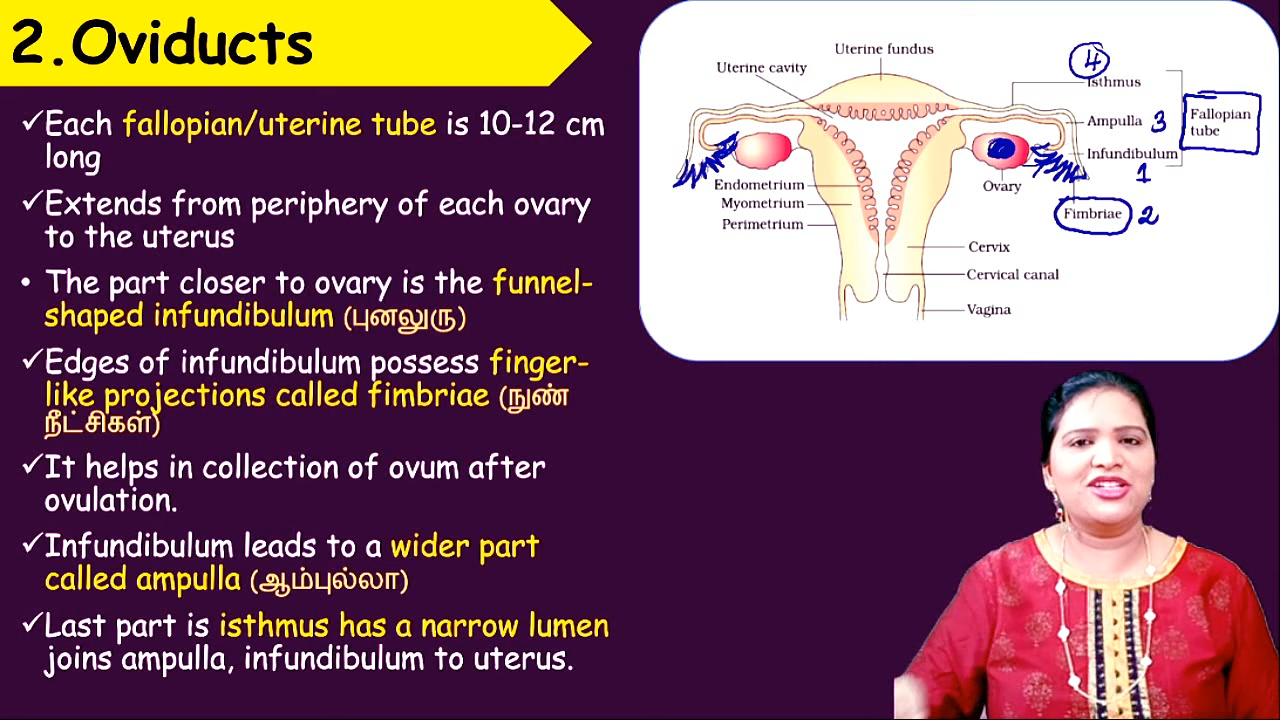 2.Oviducts
✓Each fallopian/uterine tube is 10-12 cm
long
✓Extends from periphery of each ovary
to the uterus
• The part closer to ovary is the funnel-
shaped infundibulum (புனலுரு)
✓Edges of infundibulum possess finger-
like projections called fimbriae (நுண்
நீட்சிகள்)
✓It helps in collection of ovum after
ovulation.
✓Infundibulum leads to a wider part
called ampulla (ஆம்புல்லா)
✓Last part is isthmus has a narrow lumen
joins ampulla, infundibulum to uterus.
Uterine fundus
Uterine cavity
4
Isthmus
Ampulla 3
Fallopian
tube
Infundibulum
1
Ovary
Fimbriae 2
Endometrium
Myometrium
Perimetrium
Cervix
Cervical canal
Vagina